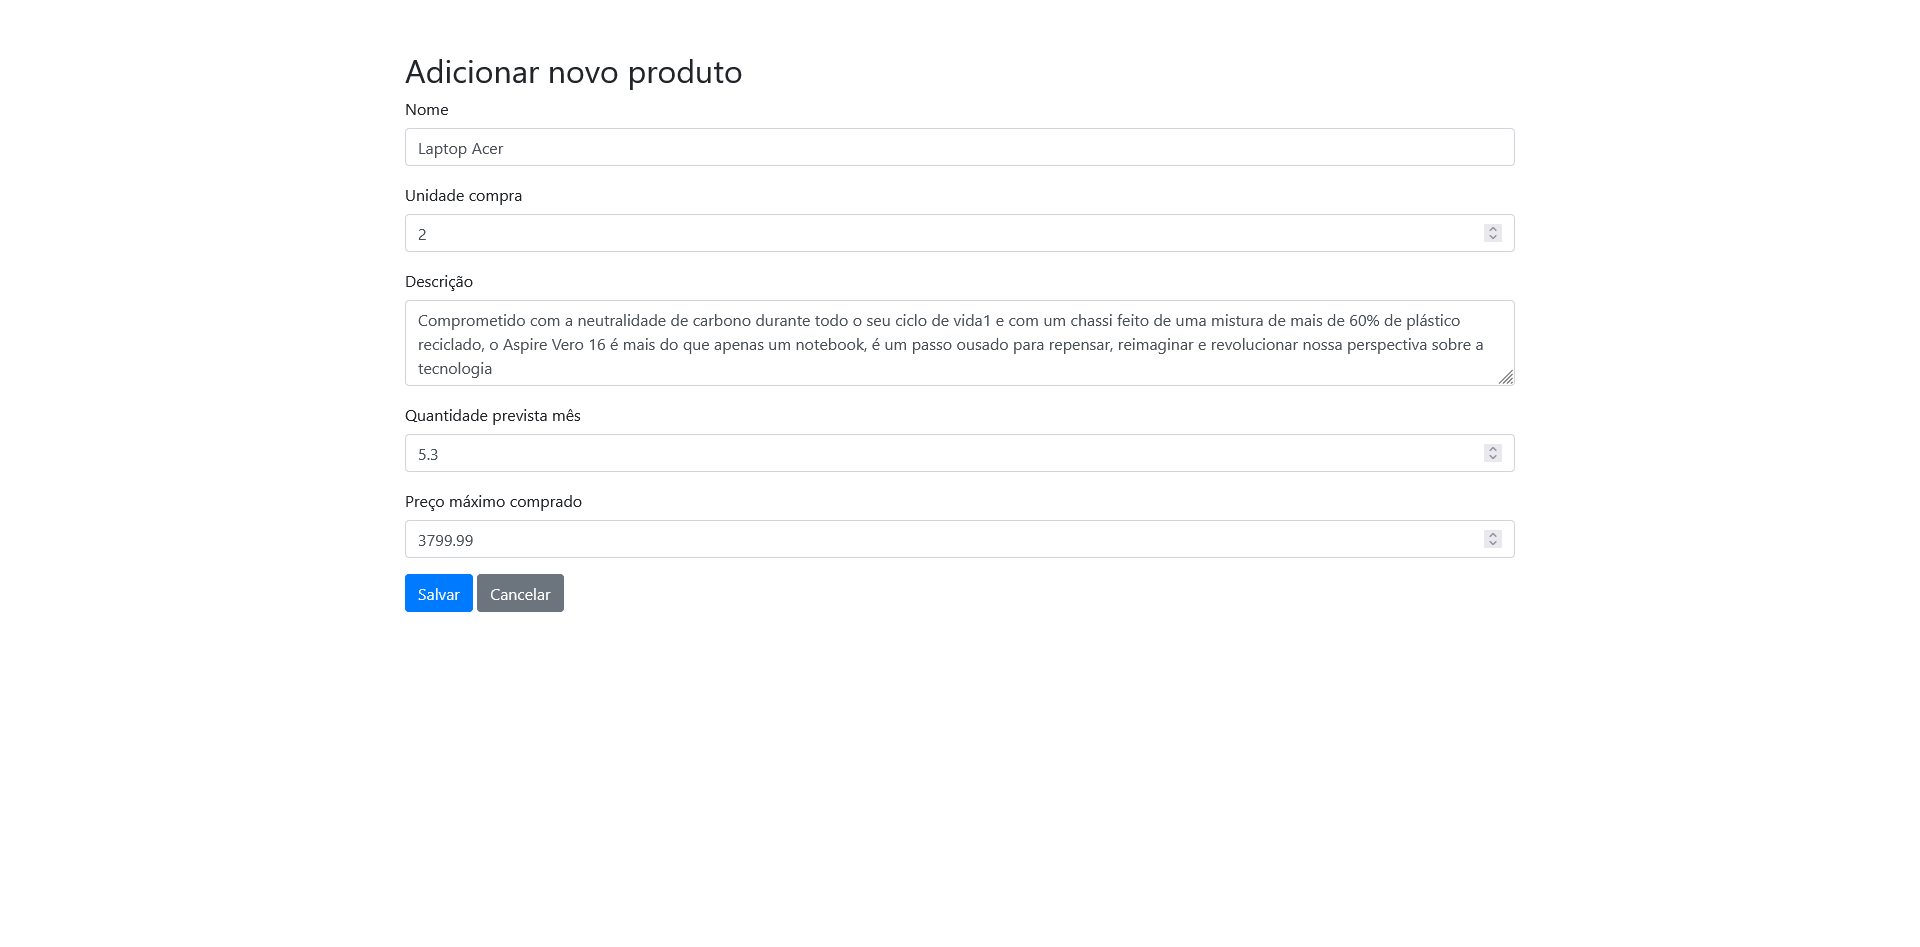 Adicionar novo produto
Nome
Laptop Acer
Unidade compra
2
Descrição
Comprometido com a neutralidade de carbono durante todo o seu ciclo de vida1 e com um chassi feito de uma mistura de mais de 60% de plástico
reciclado, o Aspire Vero 16 é mais do que apenas um notebook, é um passo ousado para repensar, reimaginar e revolucionar nossa perspectiva sobre a
tecnologia
Quantidade prevista mês
5.3
Preço máximo comprado
3799.99
Salvar Cancelar